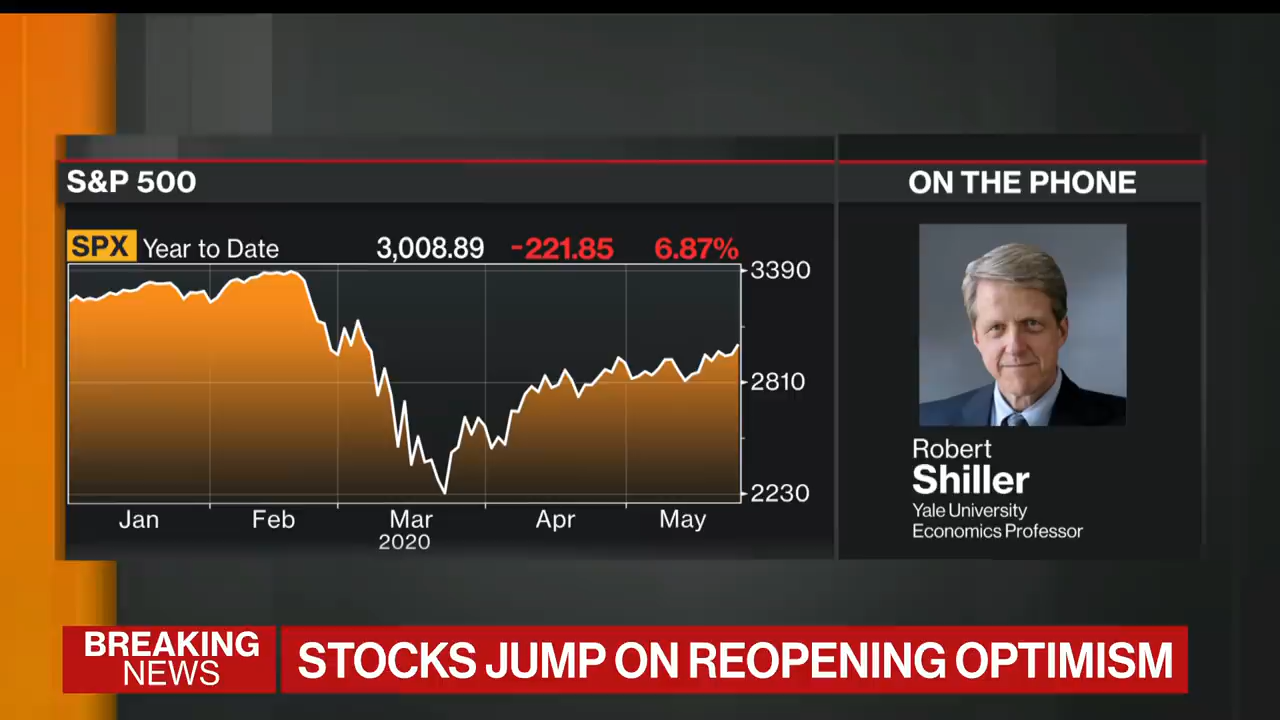 S&P 500
SPX Year to Date 3,008.89 -221.85 6.87%
3390
2810
2230
Jan Feb Mar Apr May
2020
ON THE PHONE
Robert
Shiller
Yale University
Economics Professor
BREAKING
NEWS
STOCKS JUMP ON REOPENING OPTIMISM